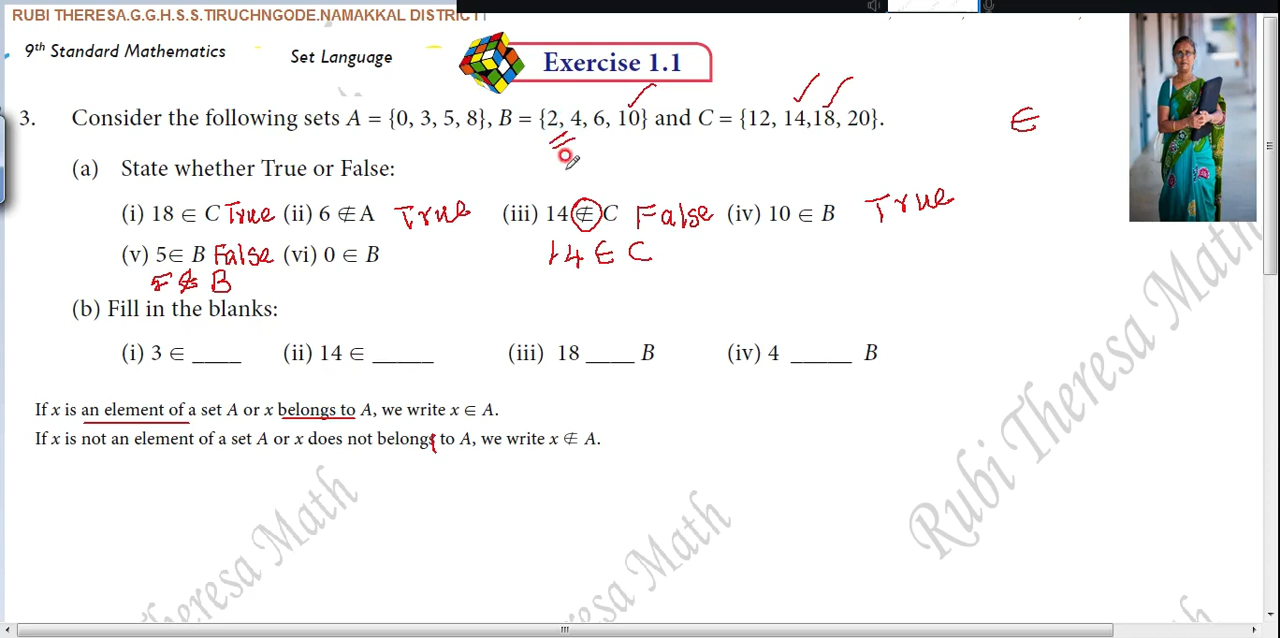 RUBI THERESA.G.G.H.S.S.TIRUCHNGODE.NAMAKKAL DISTRICT
9th Standard Mathematics
Set Language
Exercise 1.1
3. Consider the following sets A = {0, 3, 5, 8}, B = {2, 4, 6, 10} and C = {12, 14,18, 20}.
∈
(a) State whether True or False:
(i) 18 ∈ C True (ii) 6 ∉ A True (iii) 14 ∉ C False (iv) 10 ∈ B True
(v) 5∈ B False (vi) 0 ∈ B 14 ∈ C
5 ∉ B
(b) Fill in the blanks:
(i) 3 ∈ ____ (ii) 14 ∈ _____ (iii) 18 ____ B (iv) 4 _____ B
If x is an element of a set A or x belongs to A, we write x ∈ A.
If x is not an element of a set A or x does not belongs to A, we write x ∉ A.
Rubi Theresa Math
Theresa Math
Rubi Theresa Math